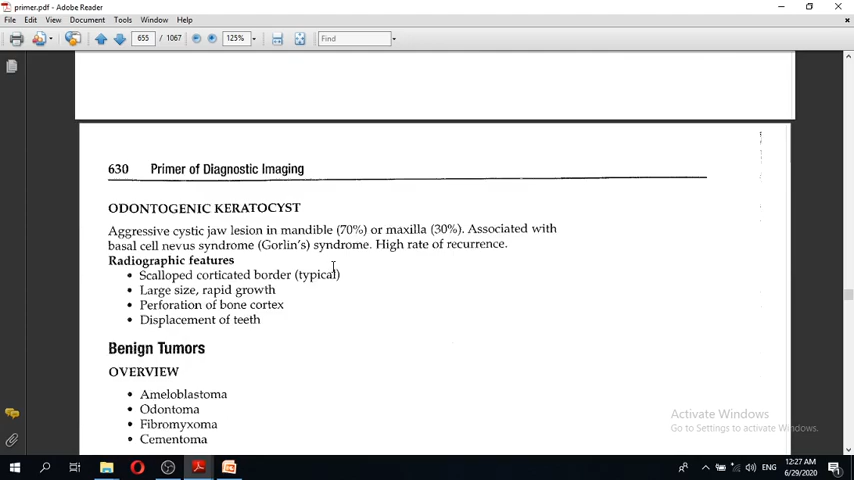 primer.pdf - Adobe Reader
File Edit View Document Tools Window Help
655 / 1067 125% Find
630 Primer of Diagnostic Imaging
ODONTOGENIC KERATOCYST
Aggressive cystic jaw lesion in mandible (70%) or maxilla (30%). Associated with
basal cell nevus syndrome (Gorlin's) syndrome. High rate of recurrence.
Radiographic features
• Scalloped corticated border (typical)
• Large size, rapid growth
• Perforation of bone cortex
• Displacement of teeth
Benign Tumors
OVERVIEW
• Ameloblastoma
• Odontoma
• Fibromyxoma
• Cementoma
Activate Windows
Go to Settings to activate Windows.
ENG 12:27 AM
6/29/2020